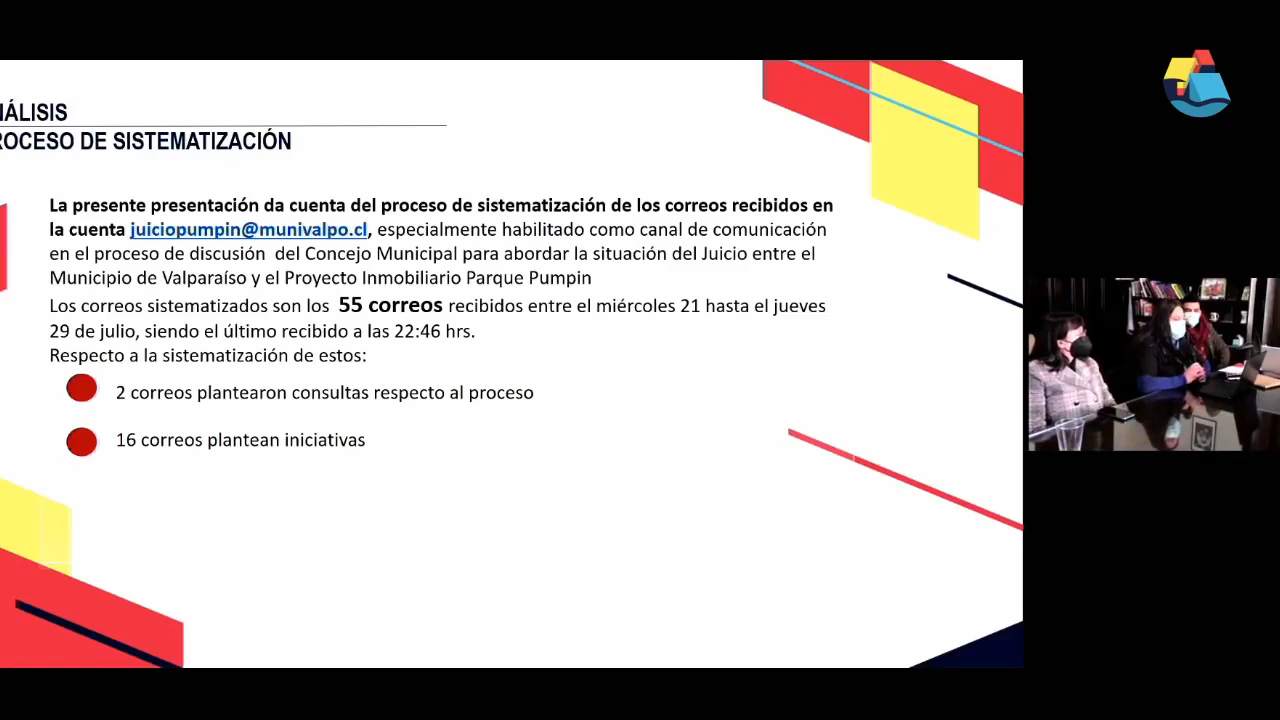 NÁLISIS
ROCESO DE SISTEMATIZACIÓN
La presente presentación da cuenta del proceso de sistematización de los correos recibidos en
la cuenta juiciopumpin@munivalpo.cl, especialmente habilitado como canal de comunicación
en el proceso de discusión del Concejo Municipal para abordar la situación del Juicio entre el
Municipio de Valparaíso y el Proyecto Inmobiliario Parque Pumpin
Los correos sistematizados son los 55 correos recibidos entre el miércoles 21 hasta el jueves
29 de julio, siendo el último recibido a las 22:46 hrs.
Respecto a la sistematización de estos:
2 correos plantearon consultas respecto al proceso
16 correos plantean iniciativas